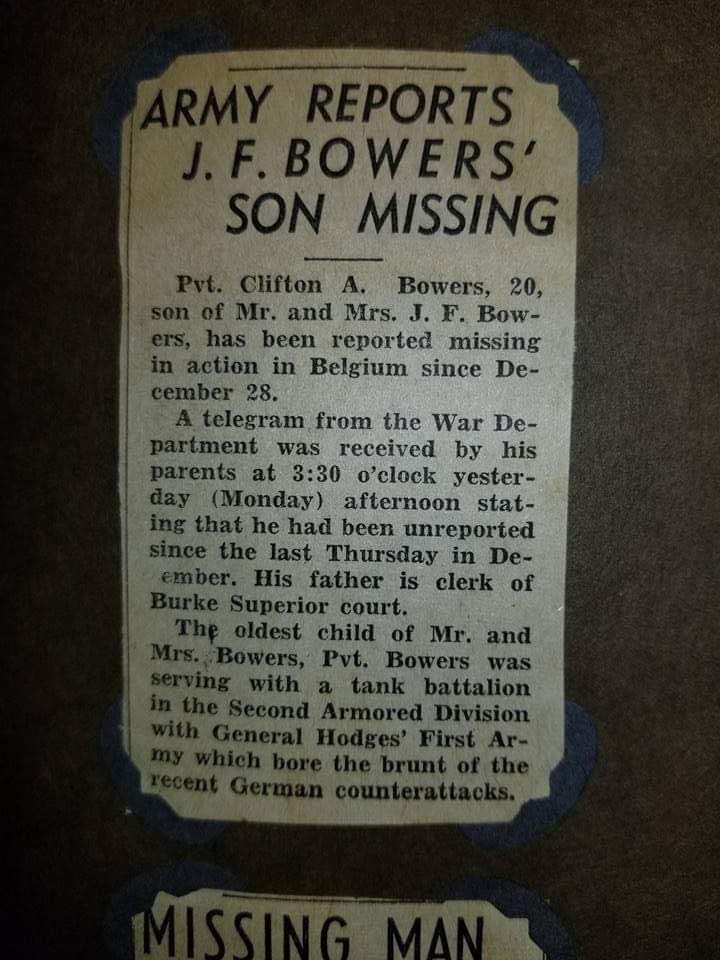 ARMY REPORTS
J. F. BOWERS'
SON MISSING
Pvt. Clifton A. Bowers, 20,
son of Mr. and Mrs. J. F. Bow-
ers, has been reported missing
in action in Belgium since De-
cember 28.
A telegram from the War De-
partment was received by his
parents at 3:30 o'clock yester-
day (Monday) afternoon stat-
ing that he had been unreported
since the last Thursday in De-
ember. His father is clerk of
Burke Superior court.
The oldest child of Mr. and
Mrs. Bowers, Pvt. Bowers was
serving with a tank battalion
in the Second Armored Division
with General Hodges' First Ar-
my which bore the brunt of the
recent German counterattacks.
MISSING MAN